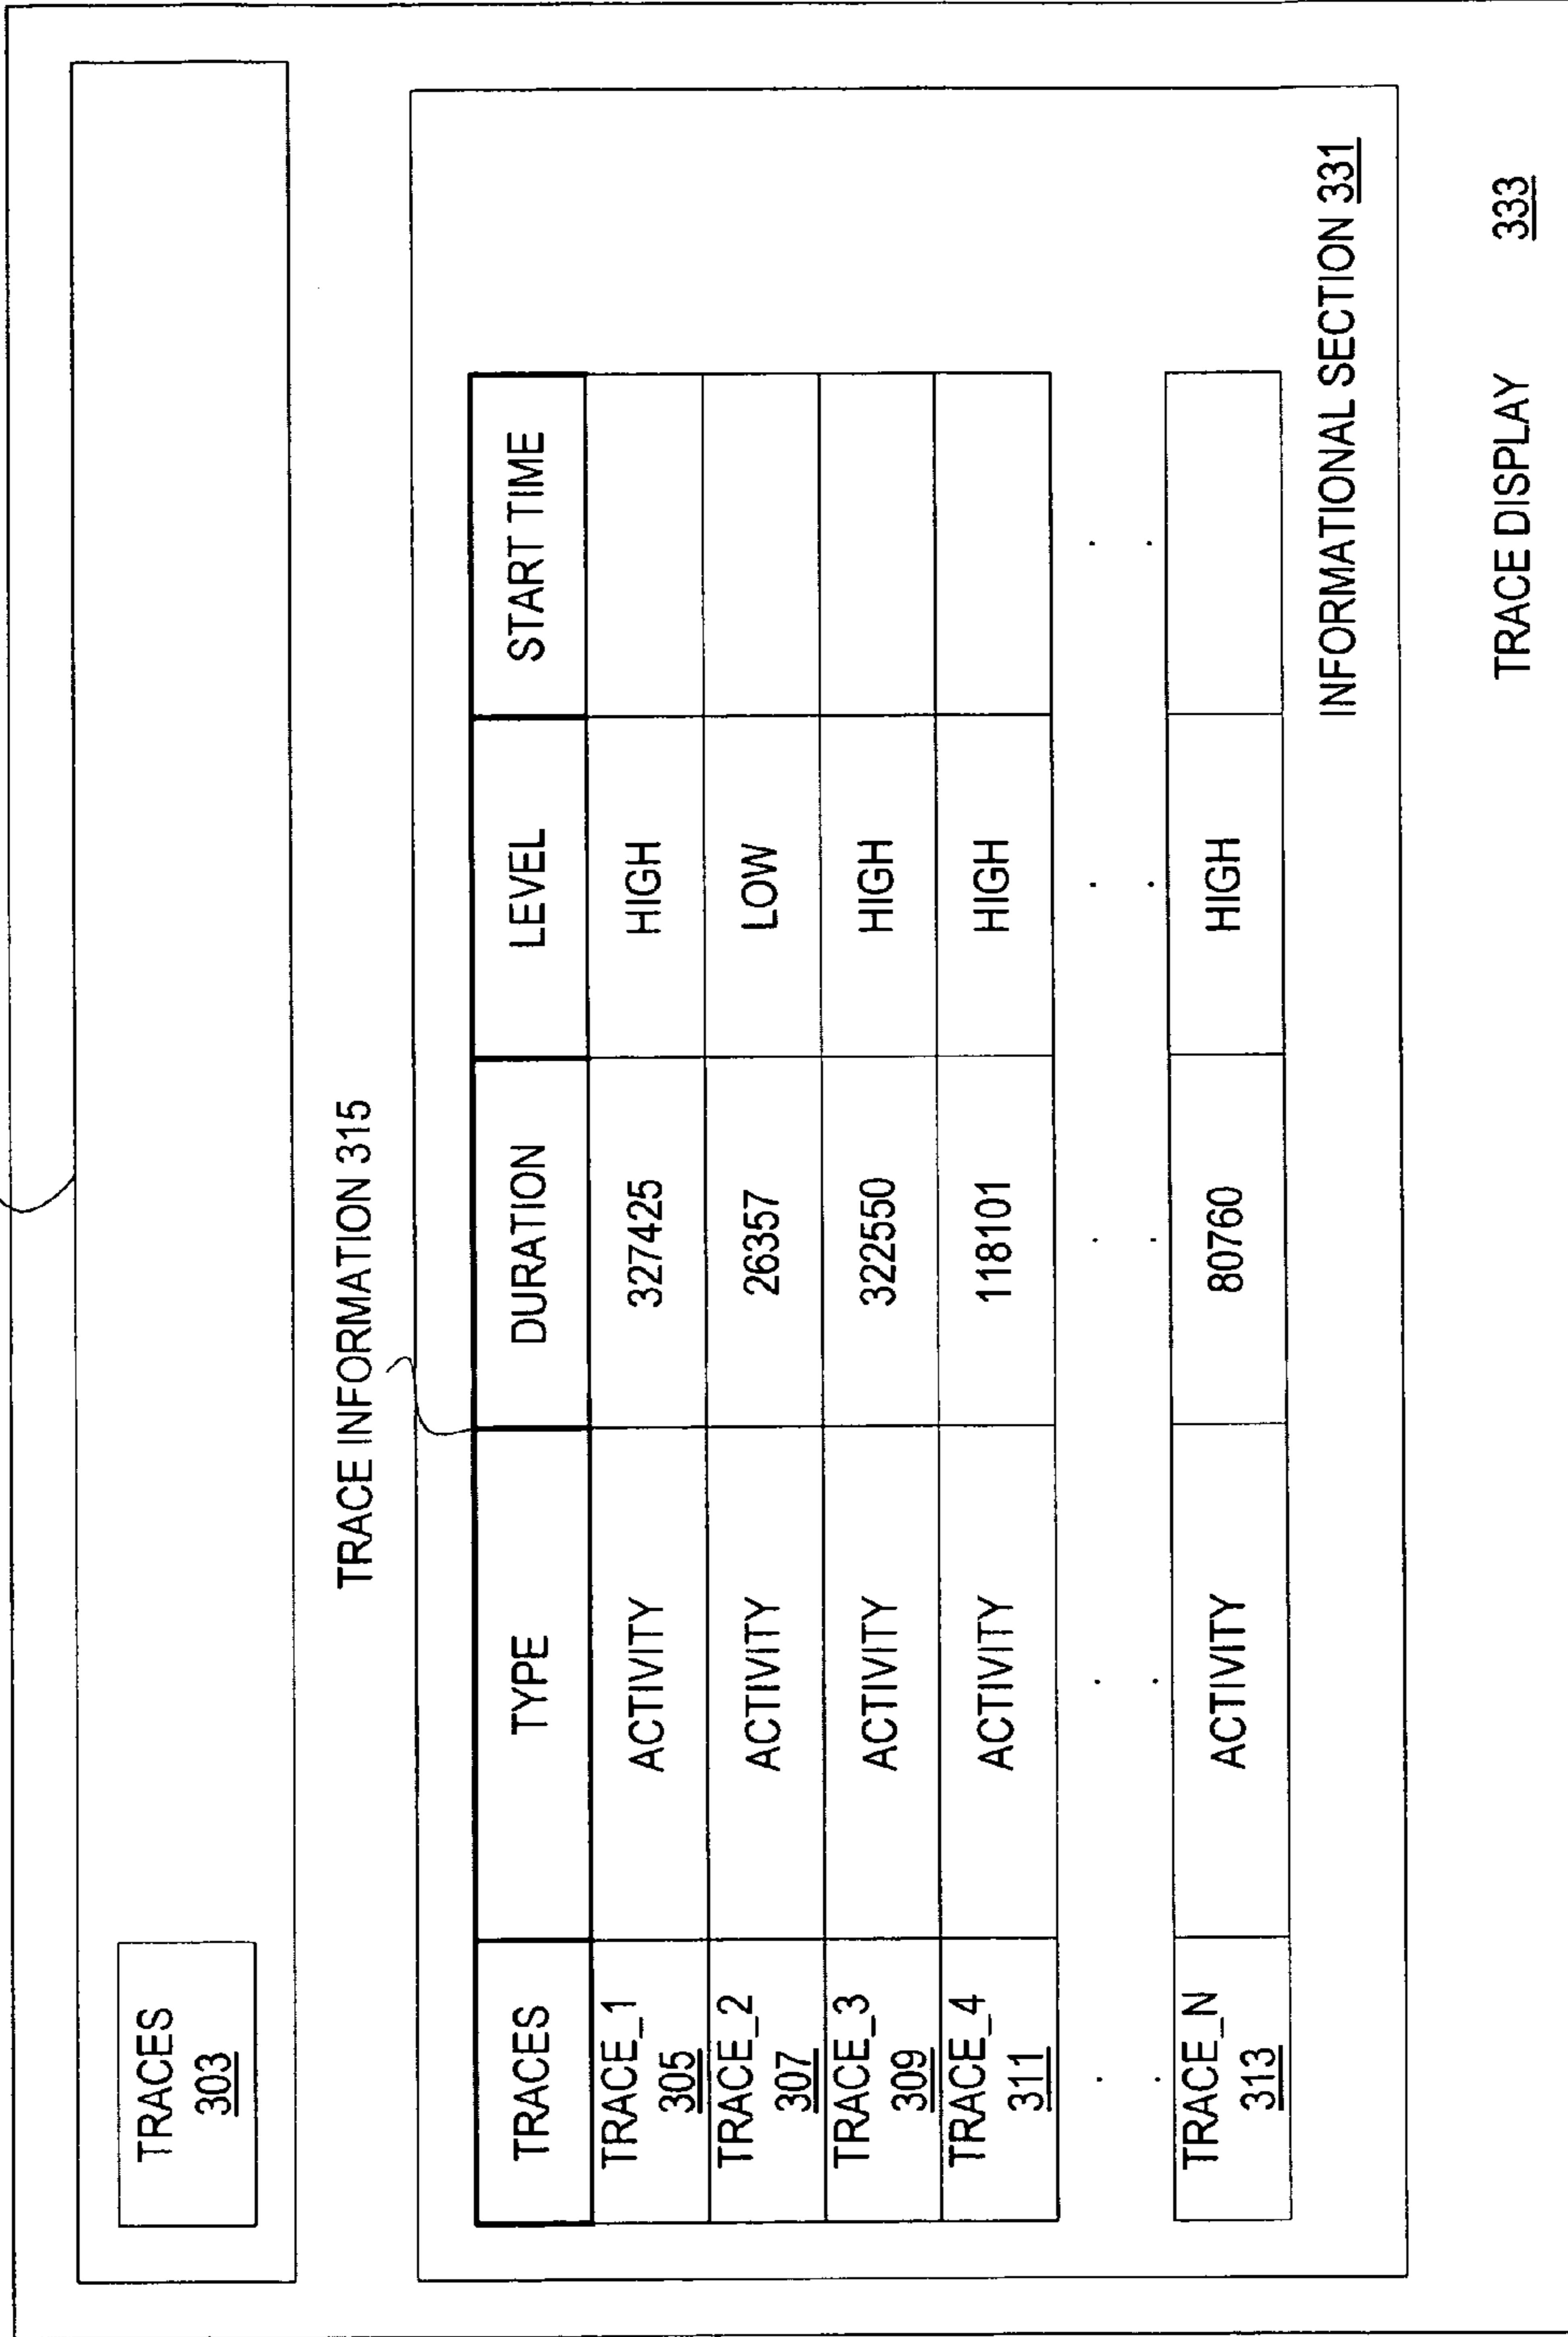 TRACES
303
TRACE INFORMATION 315
TRACES TYPE DURATION LEVEL START TIME
TRACE_1 305 ACTIVITY 327425 HIGH
TRACE_2 307 ACTIVITY 26357 LOW
TRACE_3 309 ACTIVITY 322550 HIGH
TRACE_4 311 ACTIVITY 118101 HIGH
TRACE_N 313 ACTIVITY 80760 HIGH
INFORMATIONAL SECTION 331
TRACE DISPLAY 333